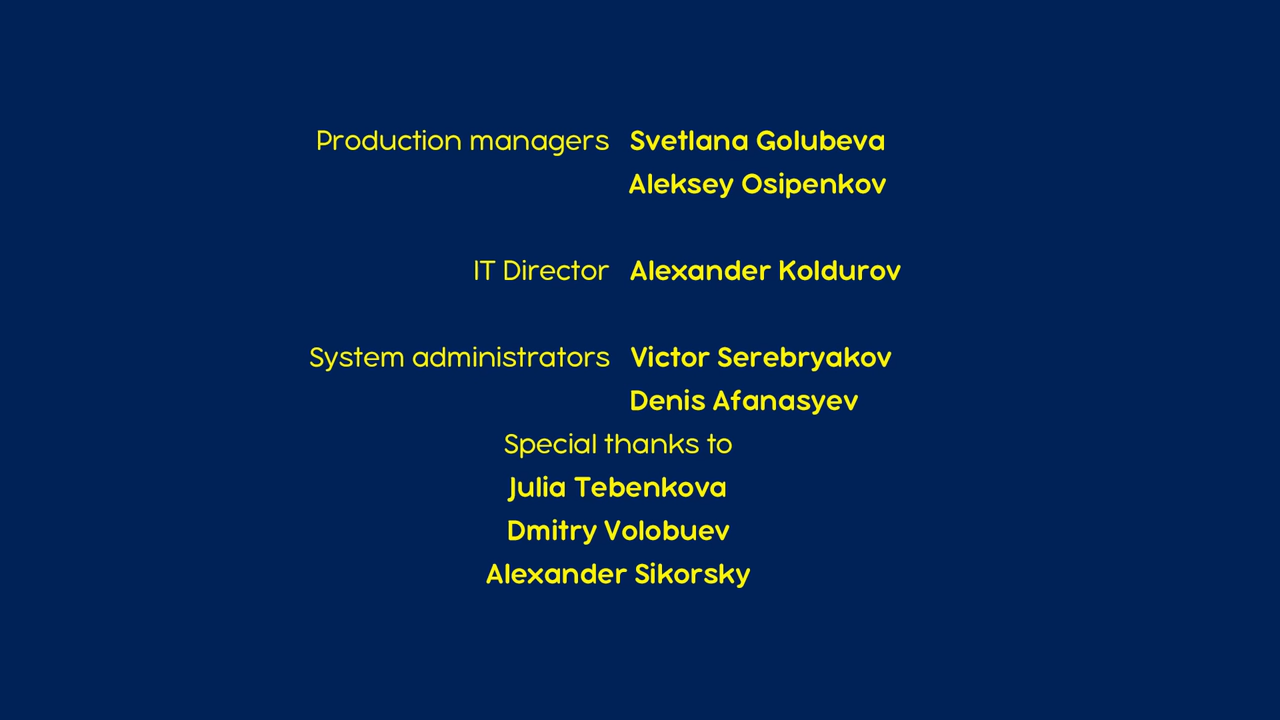 Production managers Svetlana Golubeva
Aleksey Osipenkov
IT Director Alexander Koldurov
System administrators Victor Serebryakov
Denis Afanasyev
Special thanks to
Julia Tebenkova
Dmitry Volobuev
Alexander Sikorsky